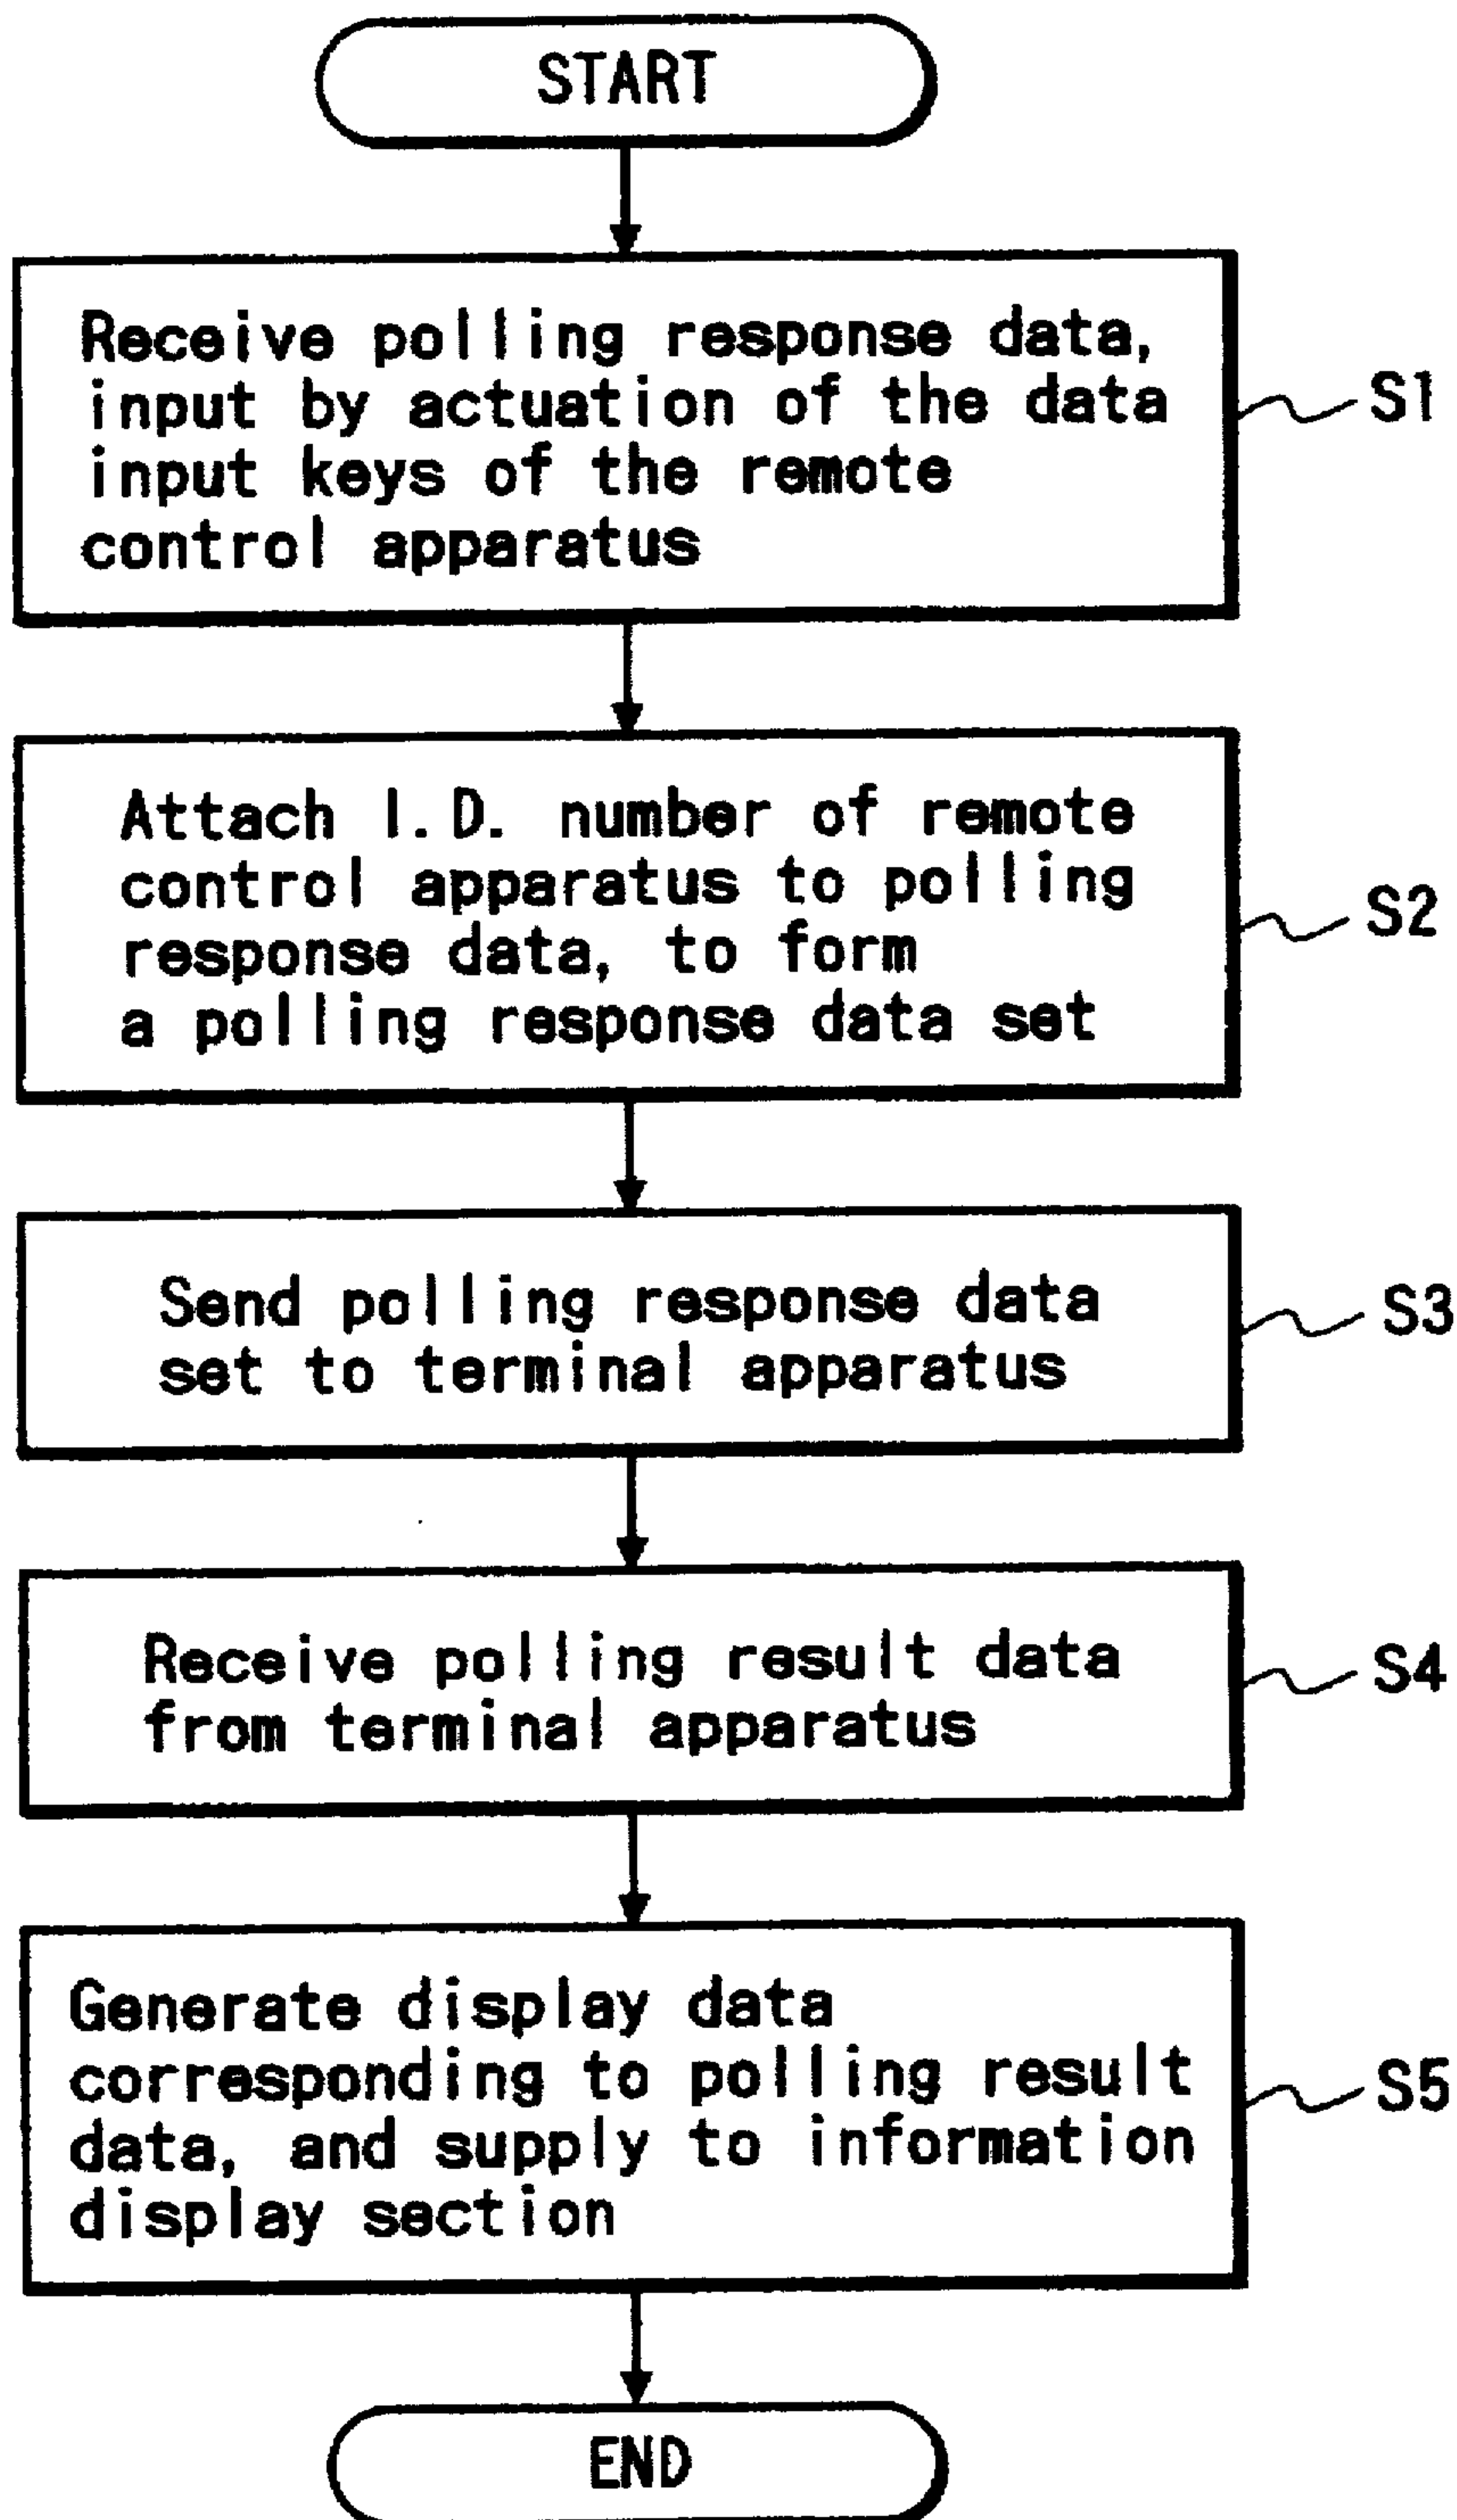 START
Receive polling response data,
input by actuation of the data
input keys of the remote
control apparatus
S1
Attach I.D. number of remote
control apparatus to polling
response data, to form
a polling response data set
S2
Send polling response data
set to terminal apparatus
S3
Receive polling result data
from terminal apparatus
S4
Generate display data
corresponding to polling result
data, and supply to information
display section
S5
END